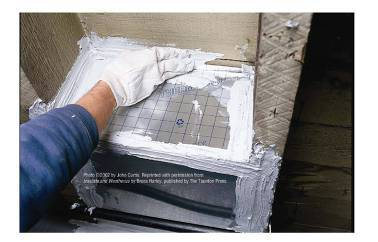 Photo ©2002 by John Curtis. Reprinted with permission from
Insulate and Weatherize by Bruce Harley, published by The Taunton Press.